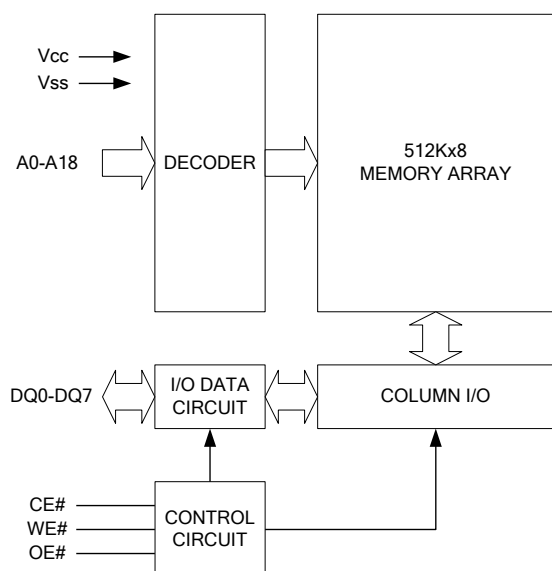 Vcc
Vss
A0-A18
DECODER
512Kx8
MEMORY ARRAY
DQ0-DQ7
I/O DATA
CIRCUIT
COLUMN I/O
CE#
WE#
OE#
CONTROL
CIRCUIT